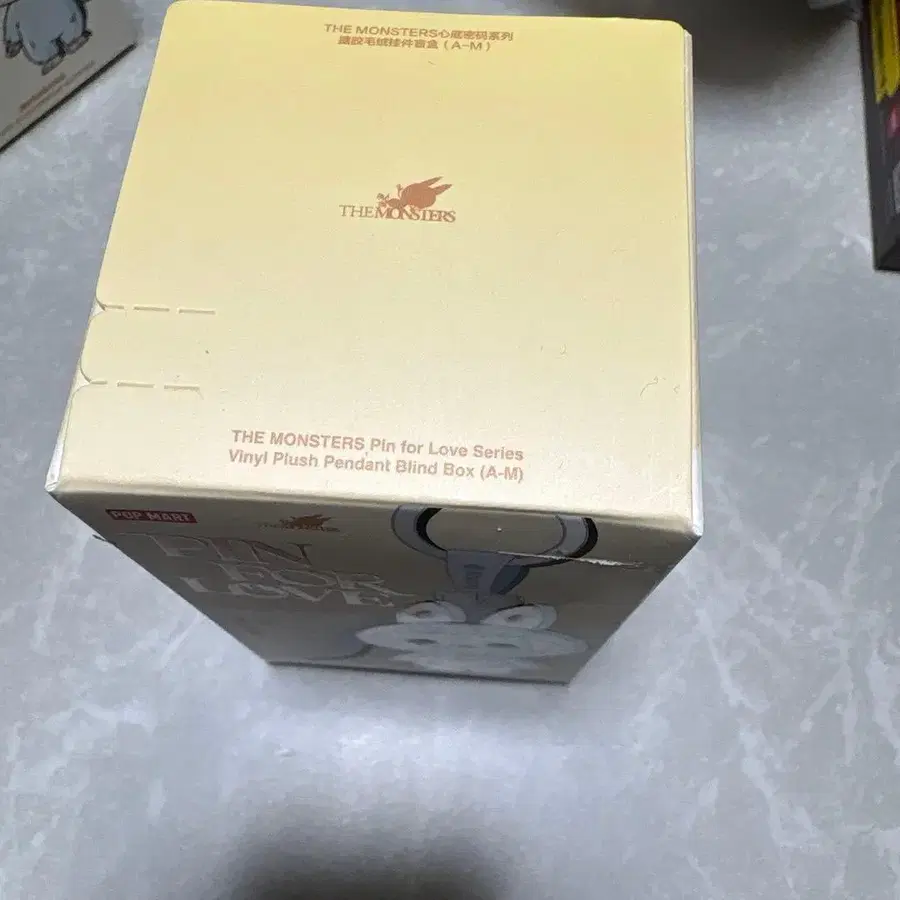 THE MONSTERS心底密码系列
搪胶毛绒挂件盲盒（A-M）
THE MONSTERS
THE MONSTERS Pin for Love Series
Vinyl Plush Pendant Blind Box (A-M)
POP MART
THE MONSTERS
PIN
FOR
LOVE